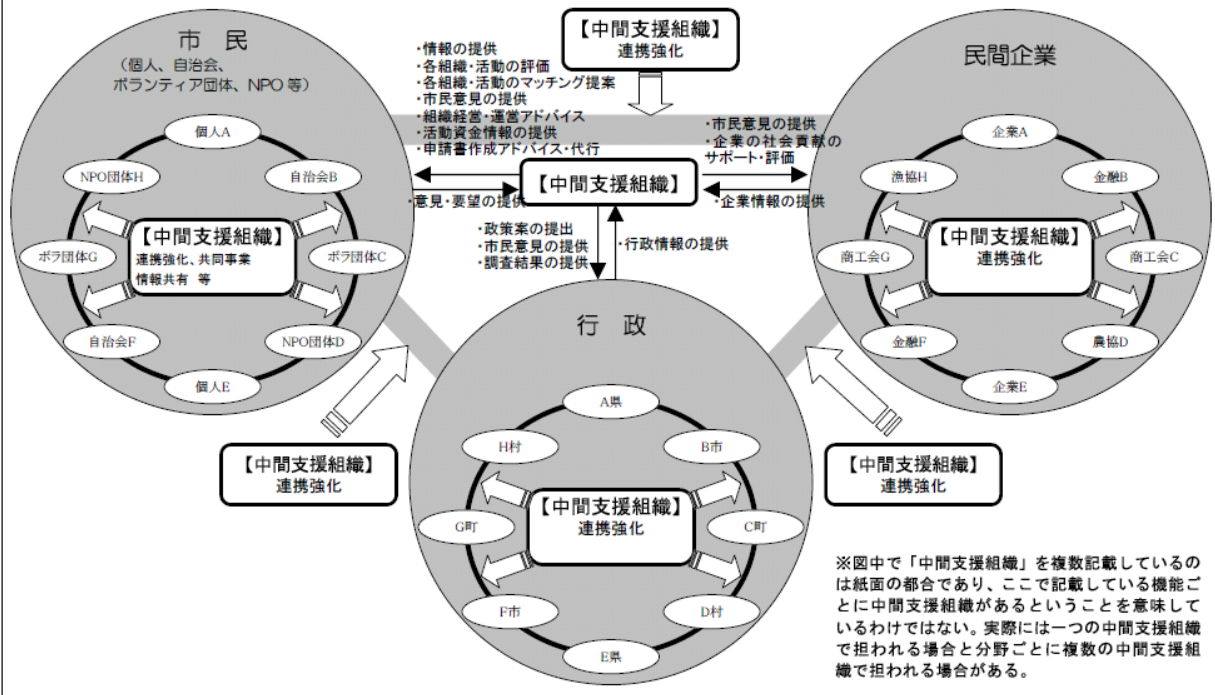 市　民
（個人、自治会、
ボランティア団体、NPO 等）
個人A
自治会B
ボラ団体C
NPO団体D
個人E
自治会F
ボラ団体G
NPO団体H
【中間支援組織】
連携強化、共同事業
情報共有　等
・情報の提供
・各組織・活動の評価
・各組織・活動のマッチング提案
・市民意見の提供
・組織経営・運営アドバイス
・活動資金情報の提供
・申請書作成アドバイス・代行
・意見・要望の提供
【中間支援組織】
連携強化
【中間支援組織】
・市民意見の提供
・企業の社会貢献の
サポート・評価
・企業情報の提供
・政策案の提出
・市民意見の提供
・調査結果の提供
・行政情報の提供
民間企業
企業A
金融B
商工会C
農協D
企業E
金融F
商工会G
漁協H
【中間支援組織】
連携強化
行　政
A県
B市
C町
D村
E県
F市
G町
H村
【中間支援組織】
連携強化
【中間支援組織】
連携強化
【中間支援組織】
連携強化
※図中で「中間支援組織」を複数記載しているの
は紙面の都合であり、ここで記載している機能ご
とに中間支援組織があるということを意味して
いるわけではない。実際には一つの中間支援組織
で担われる場合と分野ごとに複数の中間支援組
織で担われる場合がある。